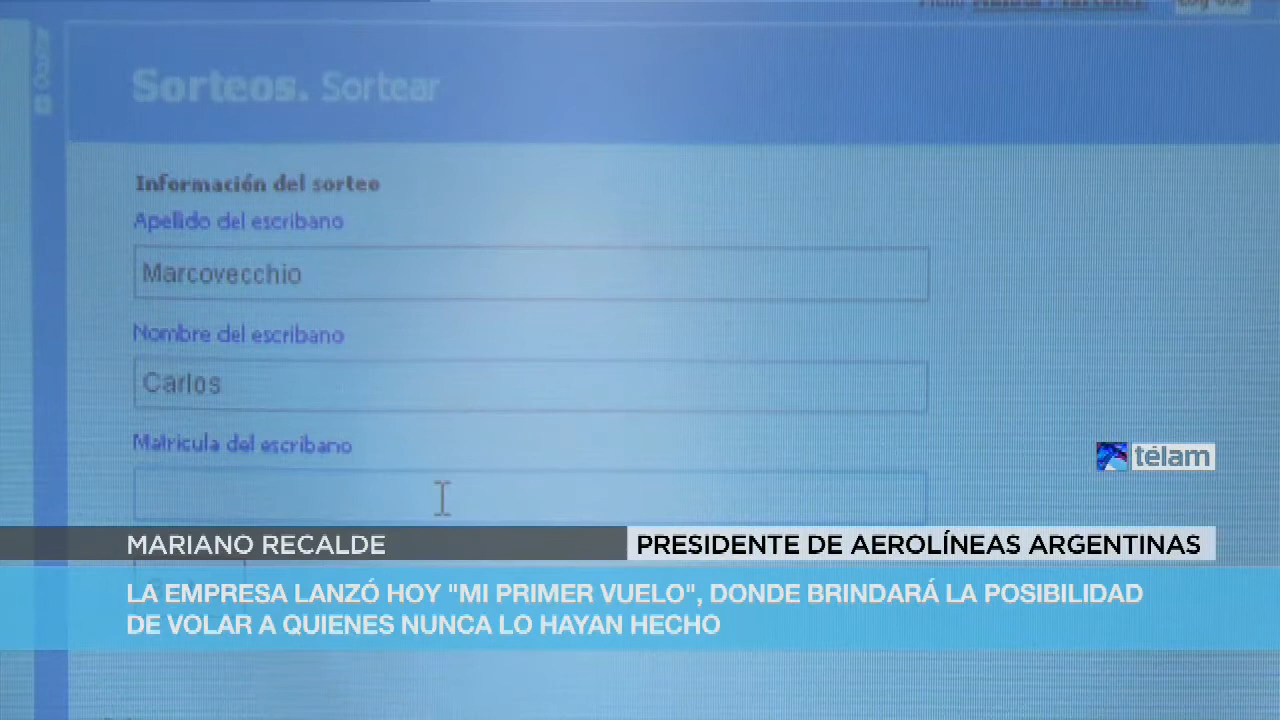 Sorteos. Sortear
Información del sorteo
Apellido del escribano
Marcovecchio
Nombre del escribano
Carlos
Matricula del escribano
télam
MARIANO RECALDE
PRESIDENTE DE AEROLÍNEAS ARGENTINAS
LA EMPRESA LANZÓ HOY "MI PRIMER VUELO", DONDE BRINDARÁ LA POSIBILIDAD
DE VOLAR A QUIENES NUNCA LO HAYAN HECHO